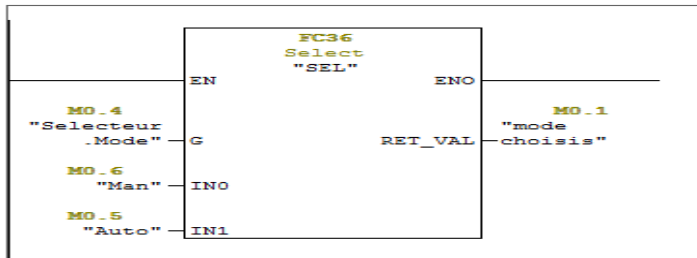 FC36
Select
"SEL"
EN
ENO
M0.4
"Selecteur
.Mode"
G
M0.1
"mode
choisis"
RET_VAL
M0.6
"Man"
IN0
M0.5
"Auto"
IN1